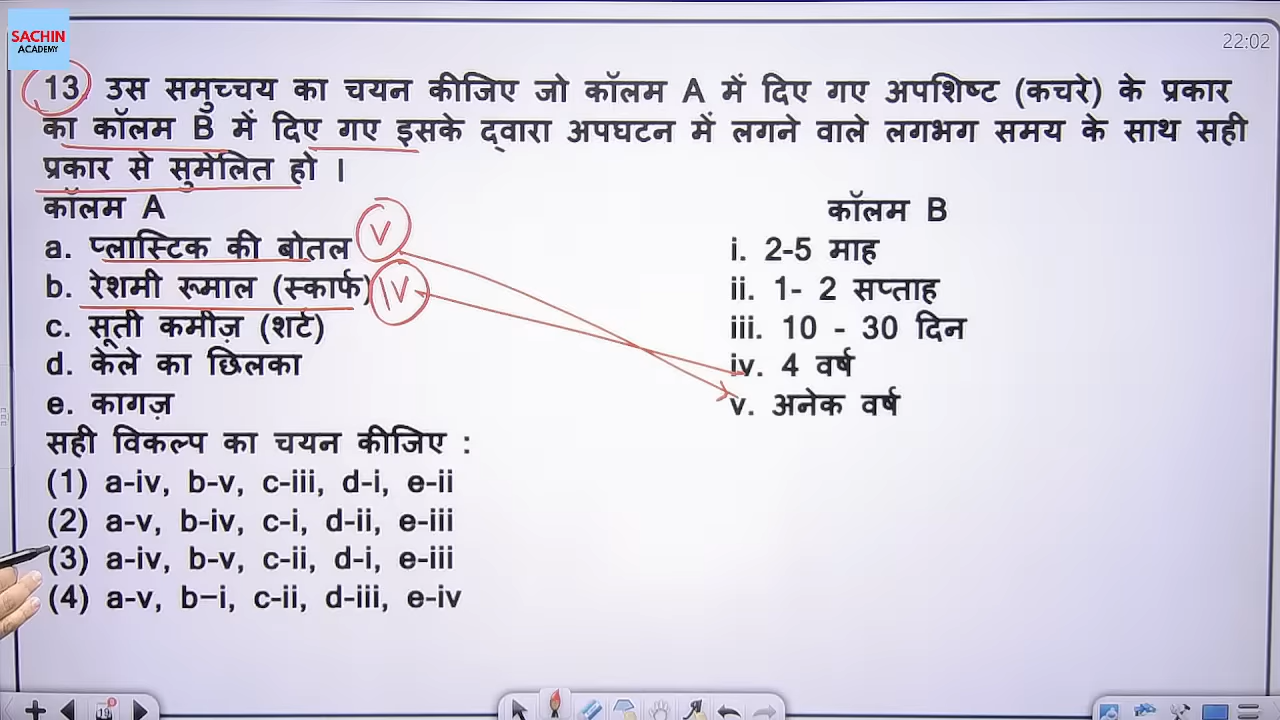 SACHIN
ACADEMY
22:02
13 उस समुच्चय का चयन कीजिए जो कॉलम A में दिए गए अपशिष्ट (कचरे) के प्रकार
का कॉलम B में दिए गए इसके द्वारा अपघटन में लगने वाले लगभग समय के साथ सही
प्रकार से सुमेलित हो ।
कॉलम A कॉलम B
a. प्लास्टिक की बोतल V i. 2-5 माह
b. रेशमी रूमाल (स्कार्फ) IV ii. 1- 2 सप्ताह
c. सूती कमीज़ (शर्ट) iii. 10 - 30 दिन
d. केले का छिलका iv. 4 वर्ष
e. कागज़ v. अनेक वर्ष
सही विकल्प का चयन कीजिए :
(1) a-iv, b-v, c-iii, d-i, e-ii
(2) a-v, b-iv, c-i, d-ii, e-iii
(3) a-iv, b-v, c-ii, d-i, e-iii
(4) a-v, b-i, c-ii, d-iii, e-iv
19